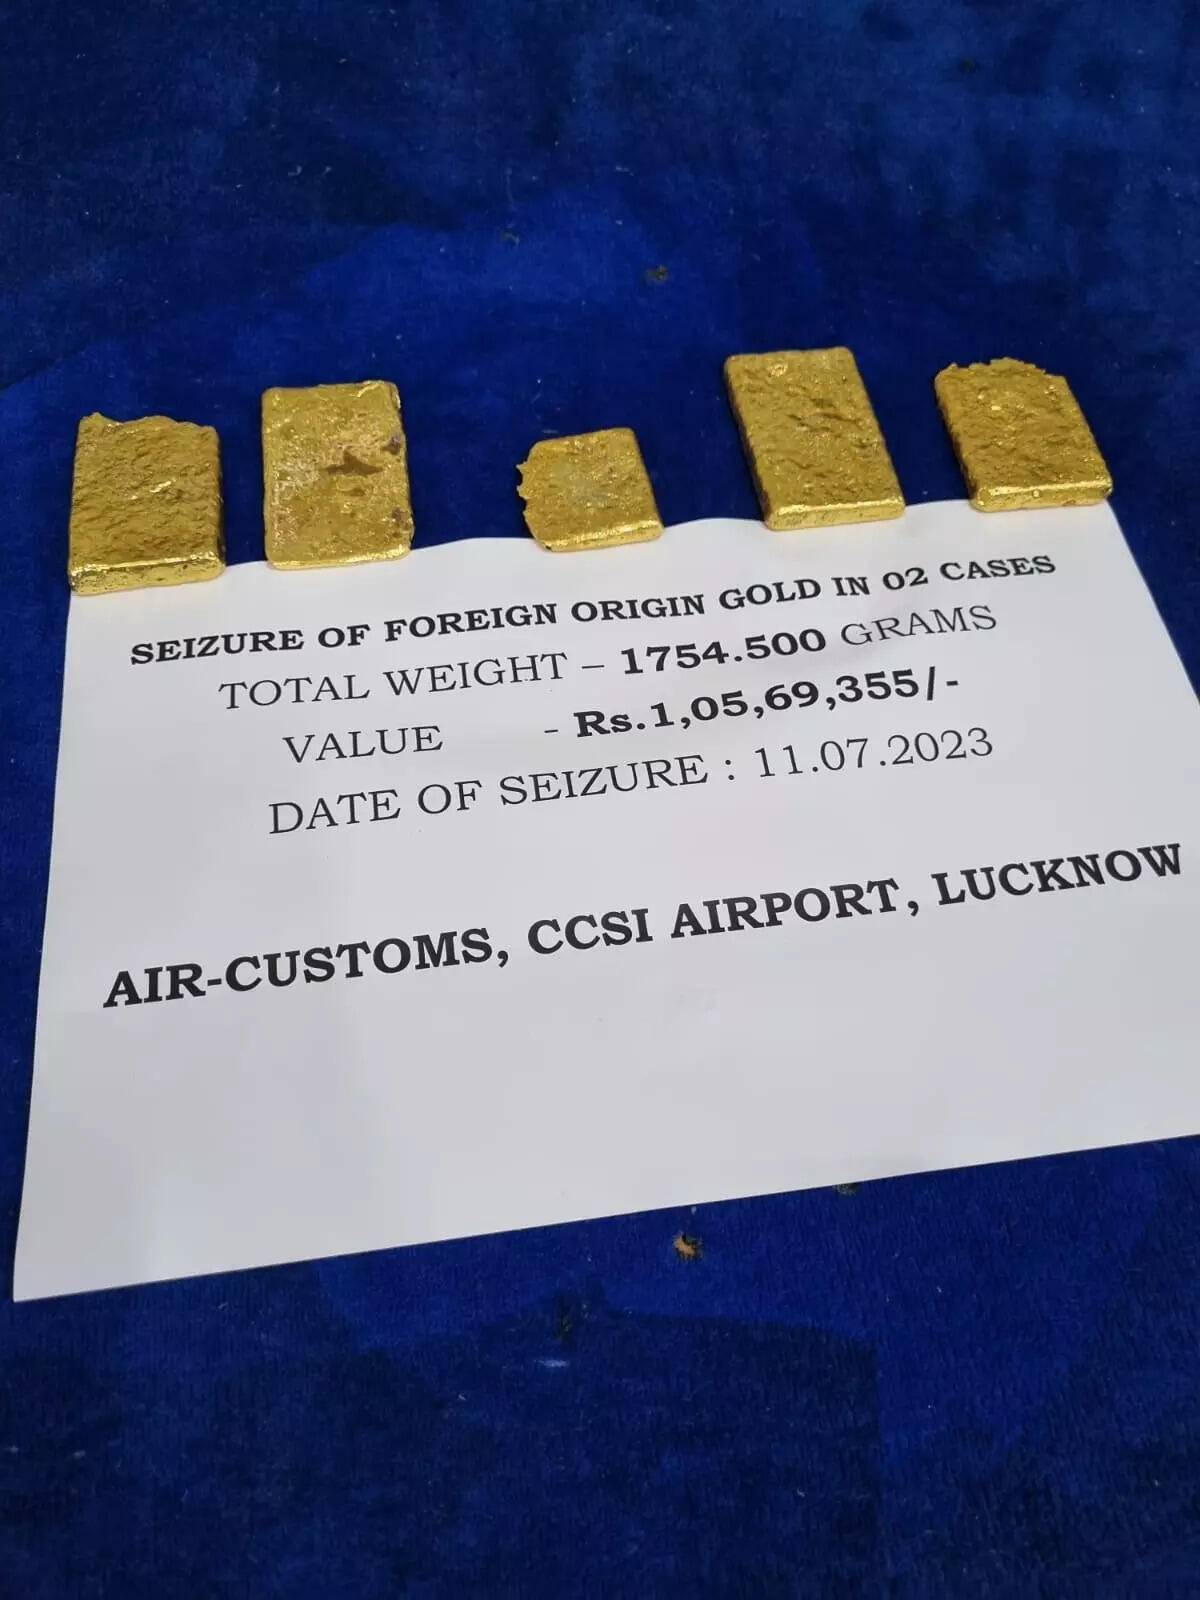 SEIZURE OF FOREIGN ORIGIN GOLD IN 02 CASES
TOTAL WEIGHT – 1754.500 GRAMS
VALUE - Rs.1,05,69,355/-
DATE OF SEIZURE : 11.07.2023
AIR-CUSTOMS, CCSI AIRPORT, LUCKNOW